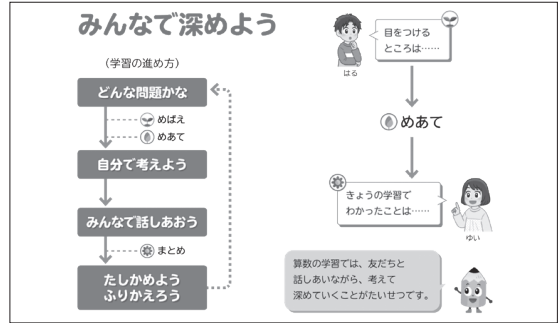 みんなで深めよう
(学習の進め方)
どんな問題かな
めばえ
めあて
自分で考えよう
みんなで話しあおう
まとめ
たしかめよう
ふりかえろう
目をつける
ところは……
はる
めあて
きょうの学習で
わかったことは……
ゆい
算数の学習では、友だちと
話しあいながら、考えて
深めていくことがたいせつです。